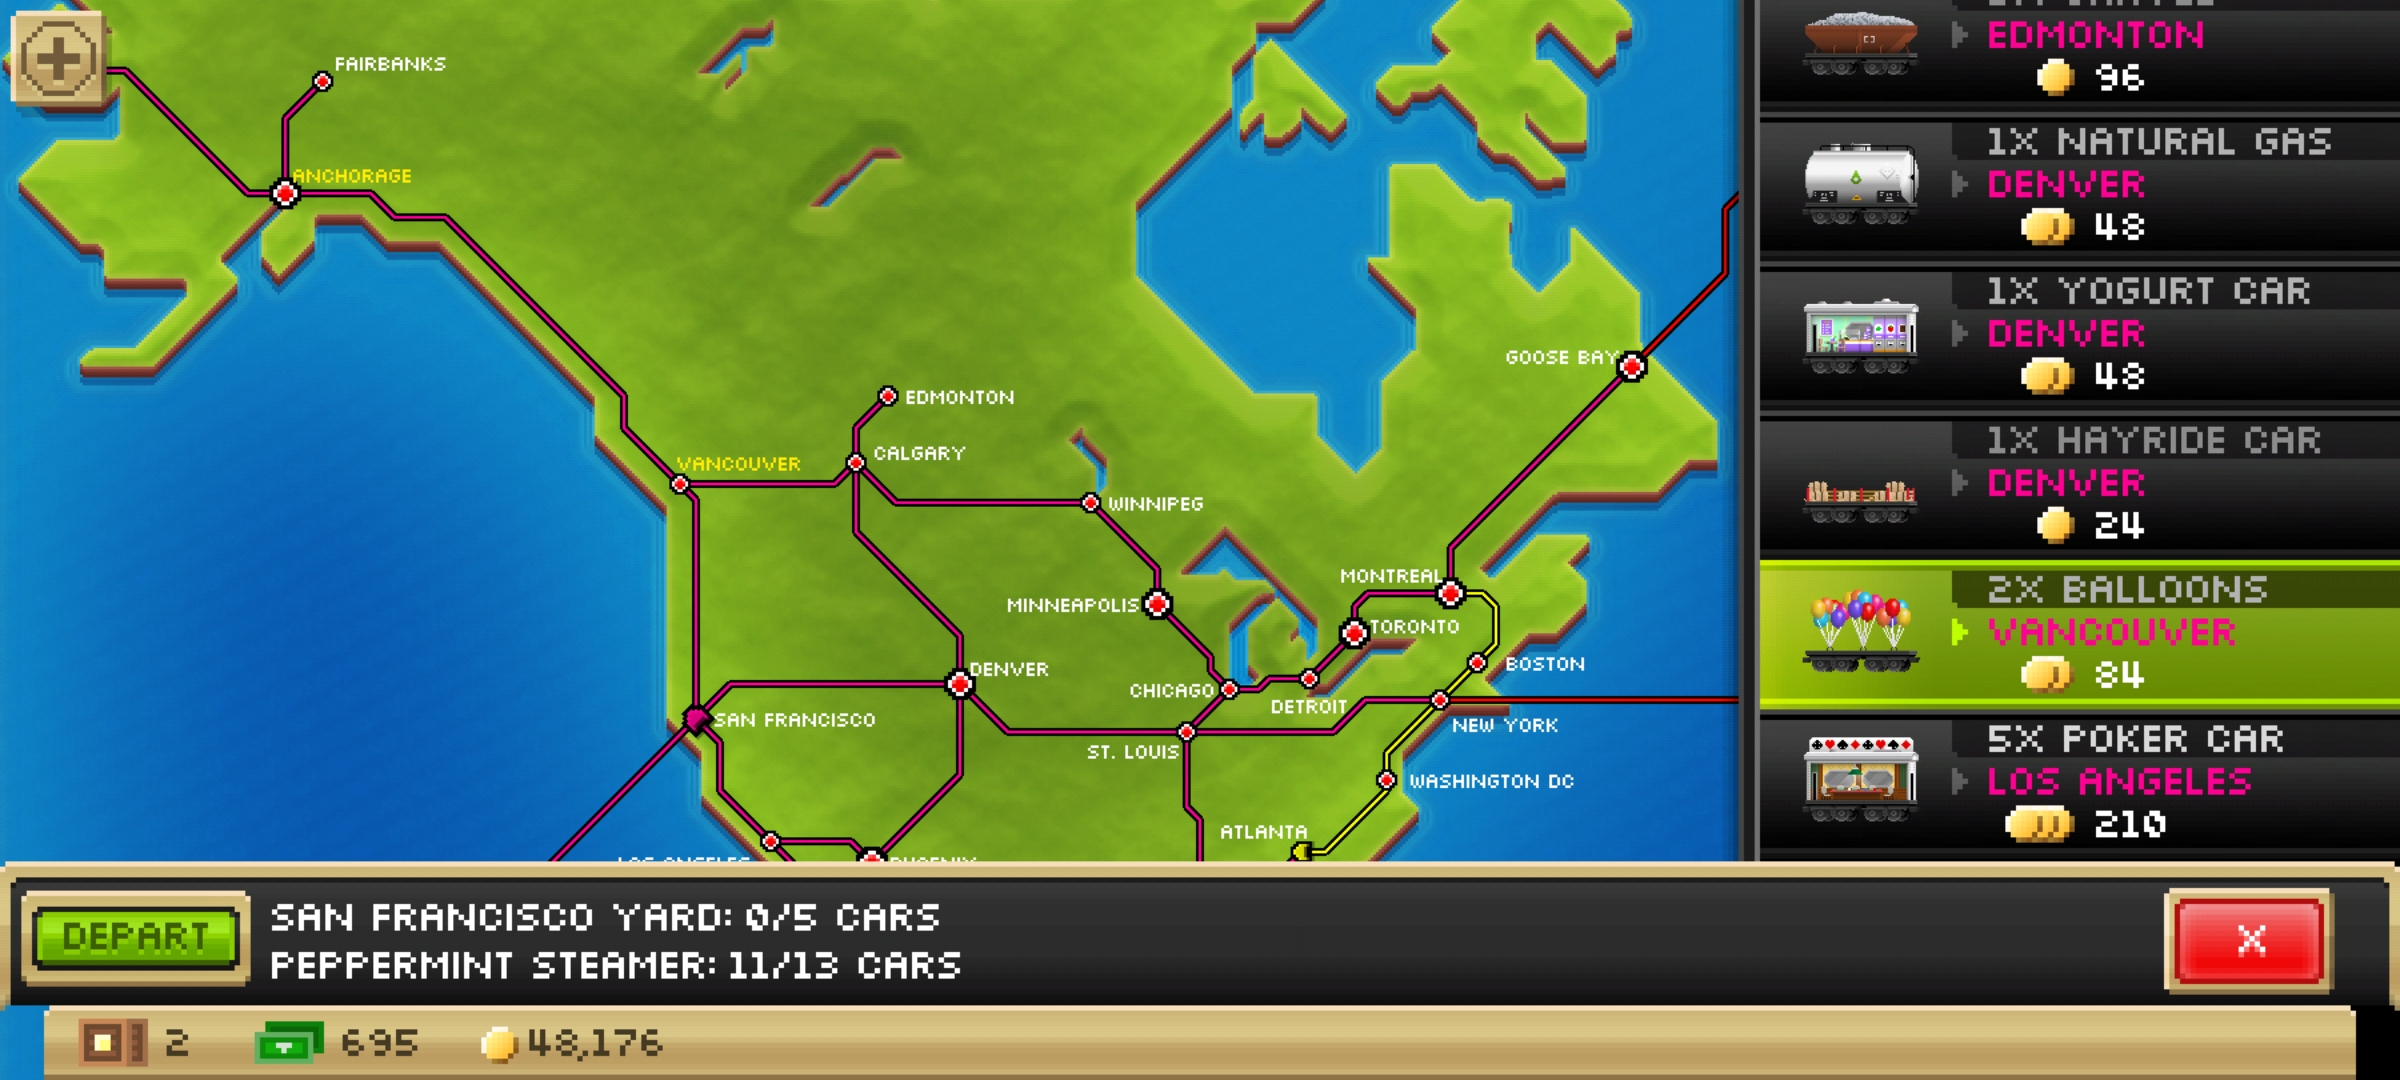 FAIRBANKS
ANCHORAGE
GOOSE BAY
EDMONTON
CALGARY
VANCOUVER
WINNIPEG
MONTREAL
MINNEAPOLIS
TORONTO
BOSTON
DENVER
CHICAGO
DETROIT
SAN FRANCISCO
NEW YORK
ST. LOUIS
WASHINGTON DC
ATLANTA
LOS ANGELES
PHOENIX
EDMONTON
96
1X NATURAL GAS
DENVER
48
1X YOGURT CAR
DENVER
48
1X HAYRIDE CAR
DENVER
24
2X BALLOONS
VANCOUVER
84
5X POKER CAR
LOS ANGELES
210
DEPART
SAN FRANCISCO YARD: 0/5 CARS
PEPPERMINT STEAMER: 11/13 CARS
X
2
695
48,176